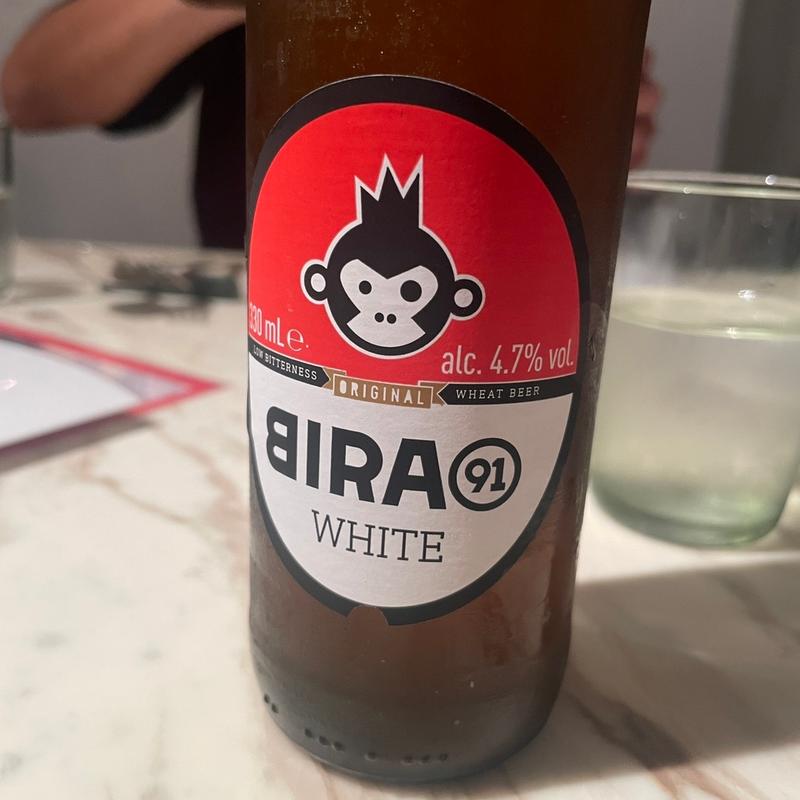 330 mL e
alc. 4.7% vol.
LOW BITTERNESS
ORIGINAL
WHEAT BEER
BIRA 91
WHITE